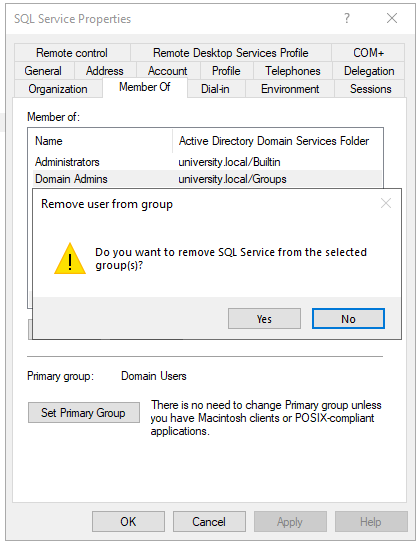 SQL Service Properties
?
Remote control Remote Desktop Services Profile COM+
General Address Account Profile Telephones Delegation
Organization Member Of Dial-in Environment Sessions
Member of:
Name Active Directory Domain Services Folder
Administrators university.local/Builtin
Domain Admins university.local/Groups
Remove user from group
Do you want to remove SQL Service from the selected
group(s)?
Yes No
Primary group: Domain Users
Set Primary Group
There is no need to change Primary group unless
you have Macintosh clients or POSIX-compliant
applications.
OK Cancel Apply Help